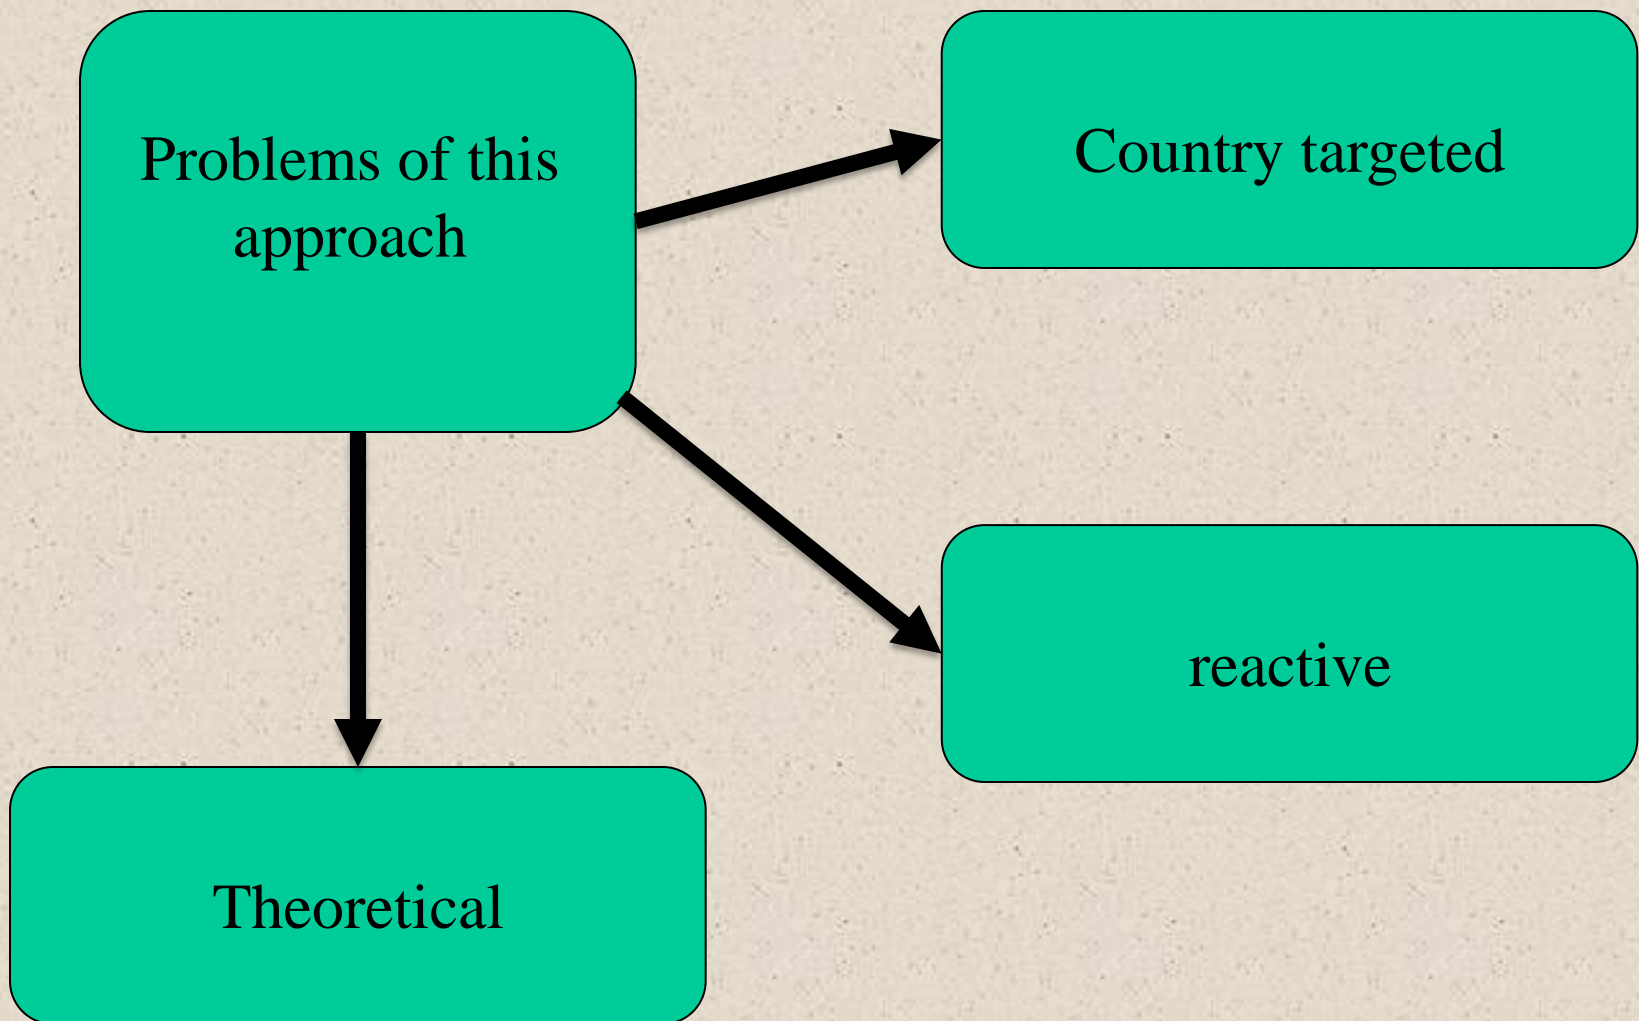 Problems of this
approach
Country targeted
reactive
Theoretical